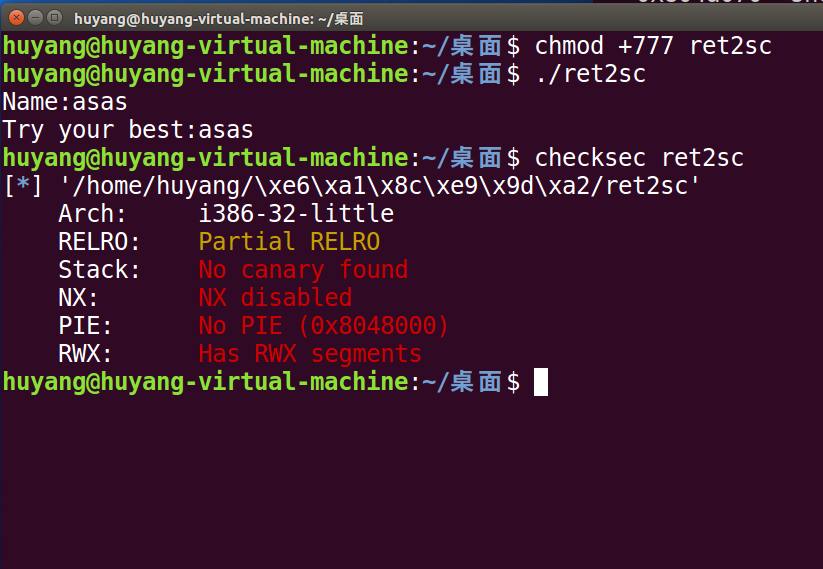 huyang@huyang-virtual-machine: ~/桌面
huyang@huyang-virtual-machine:~/桌面$ chmod +777 ret2sc
huyang@huyang-virtual-machine:~/桌面$ ./ret2sc
Name:asas
Try your best:asas
huyang@huyang-virtual-machine:~/桌面$ checksec ret2sc
[*] '/home/huyang/\xe6\xa1\x8c\xe9\x9d\xa2/ret2sc'
    Arch:     i386-32-little
    RELRO:    Partial RELRO
    Stack:    No canary found
    NX:       NX disabled
    PIE:      No PIE (0x8048000)
    RWX:      Has RWX segments
huyang@huyang-virtual-machine:~/桌面$